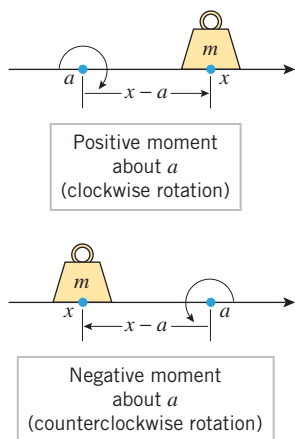 m
a x
x − a
Positive moment
about a
(clockwise rotation)
m
x a
x − a
Negative moment
about a
(counterclockwise rotation)